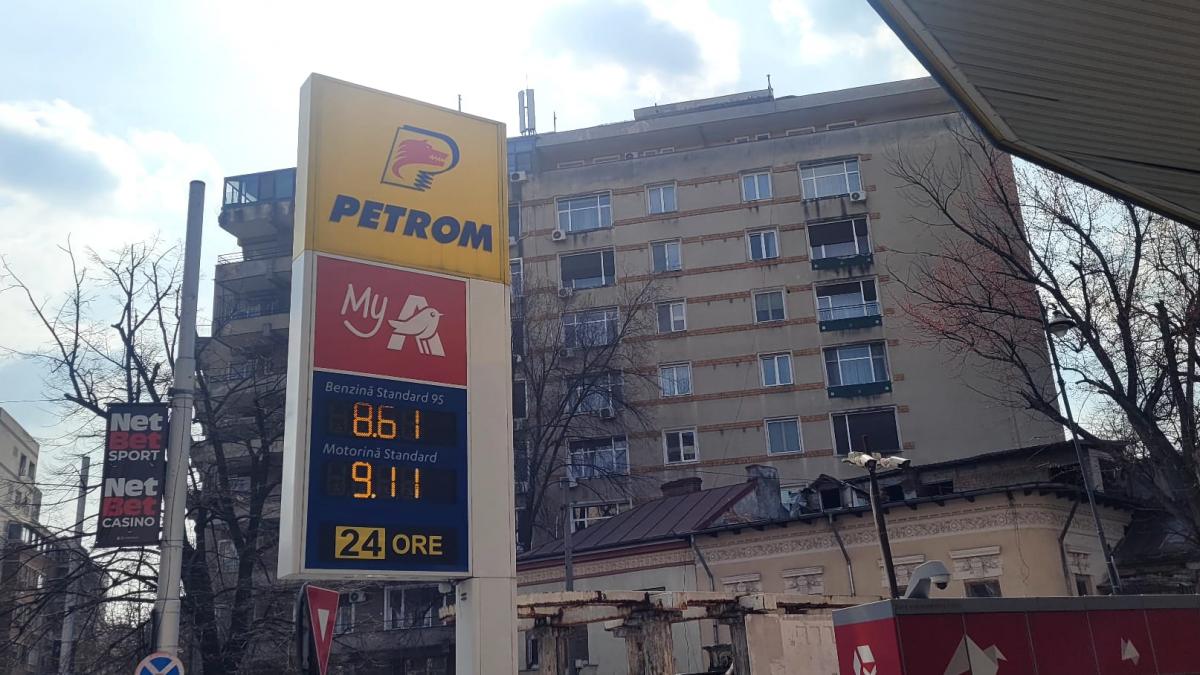 PETROM
My A
Benzină Standard 95
8.61
Motorină Standard
9.11
24 ORE
Net
Bet
SPORT
Net
Bet
CASINO